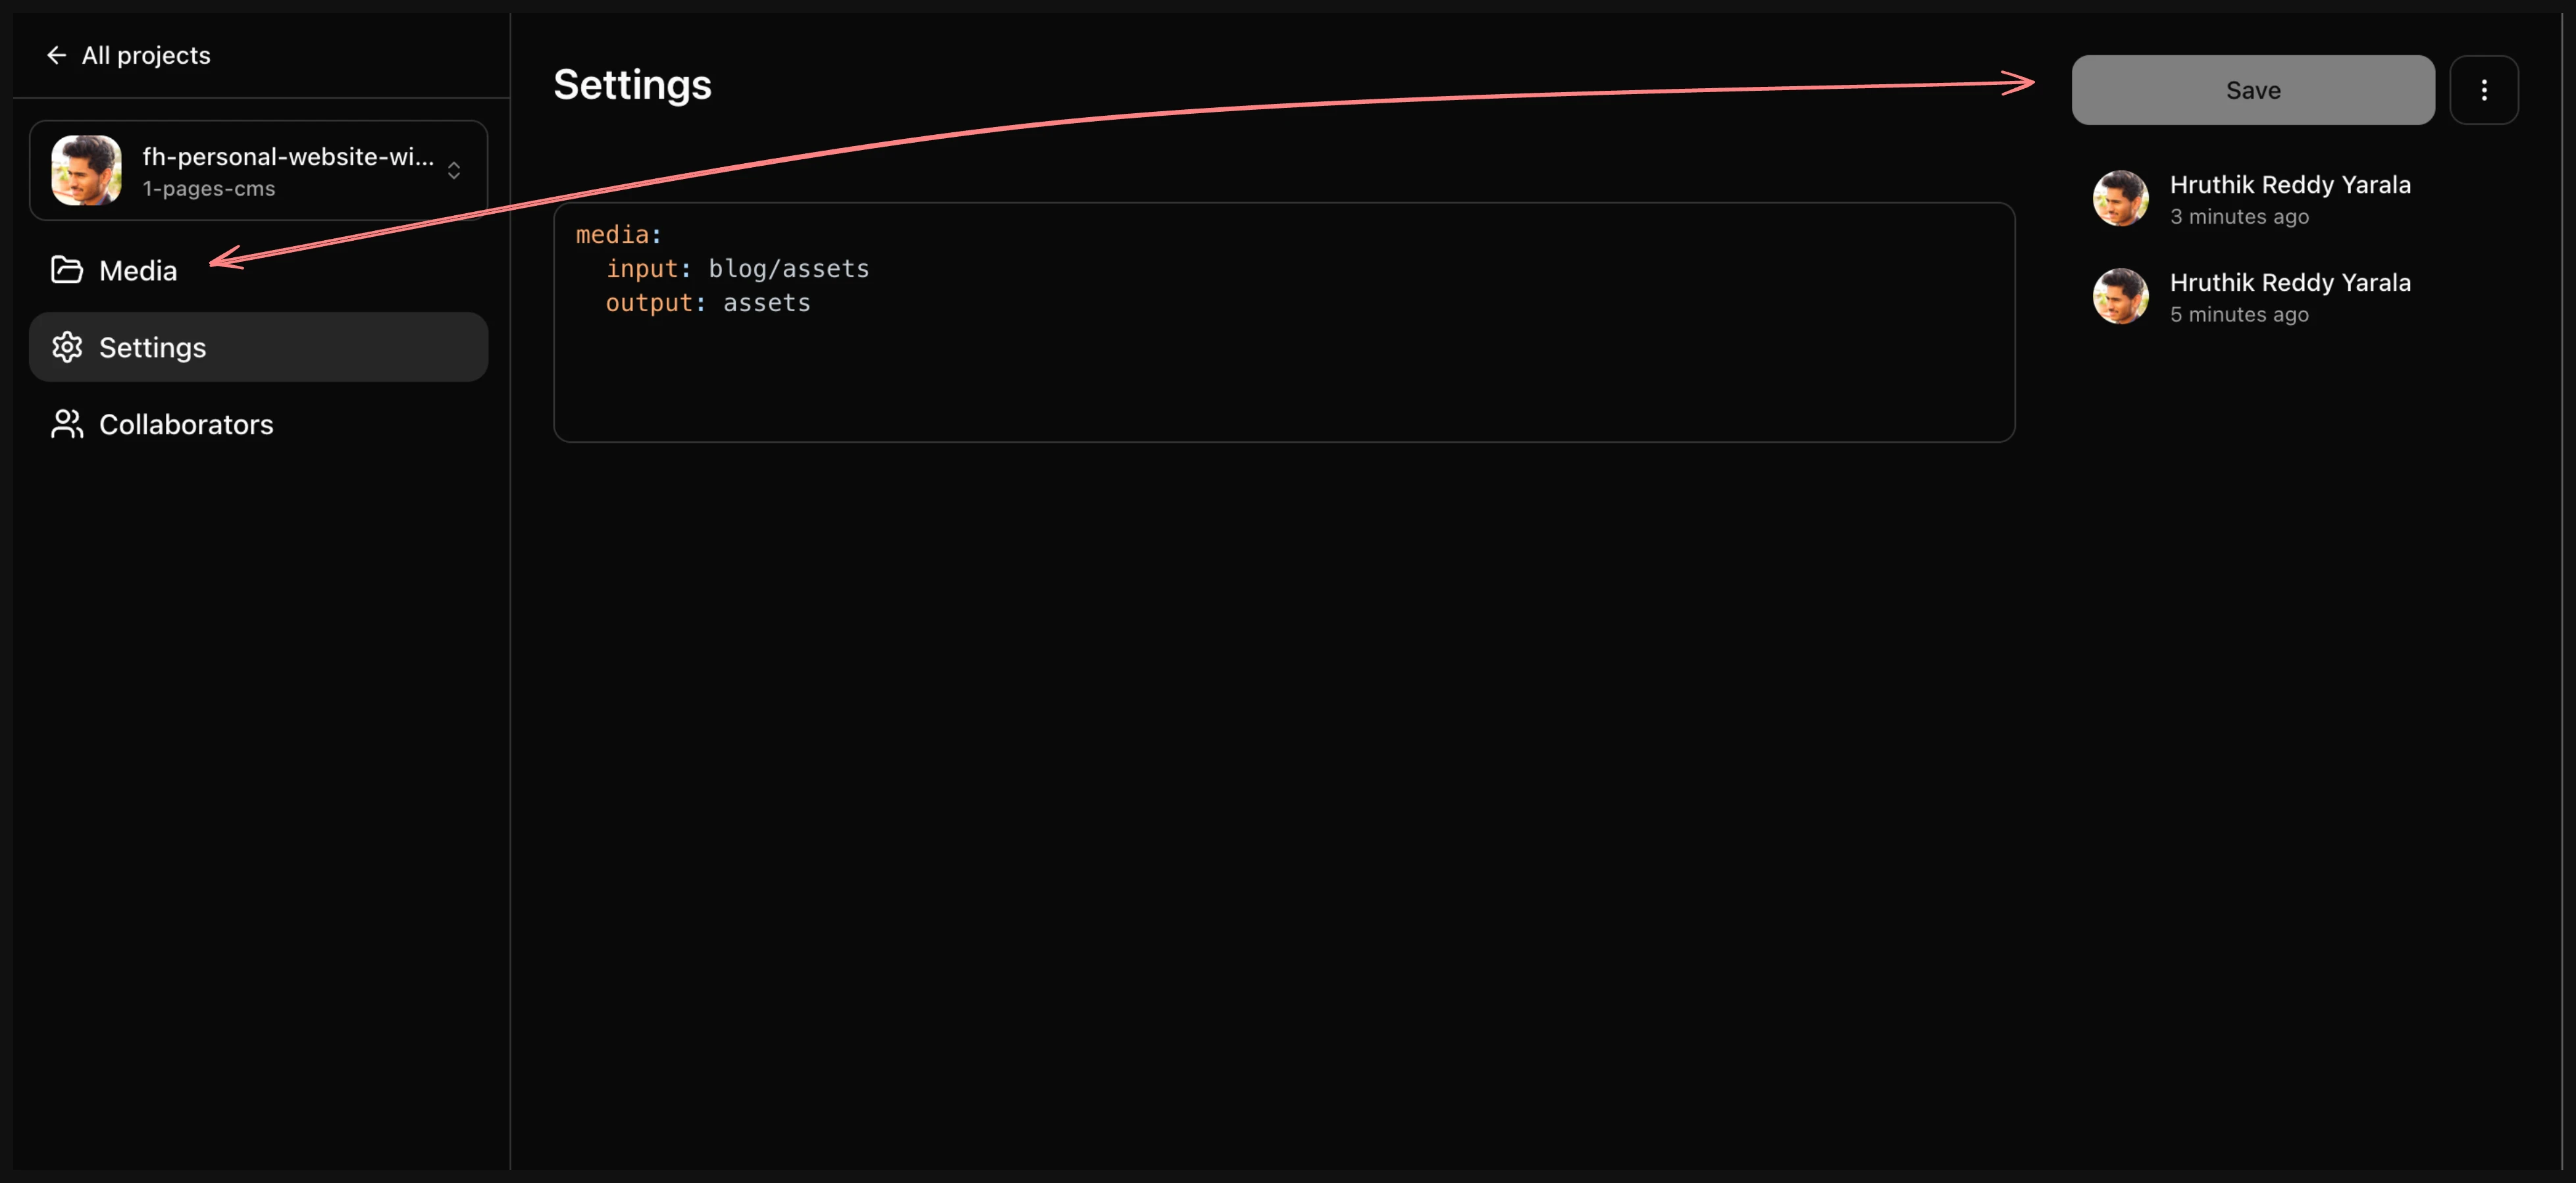 All projects
fh-personal-website-wi...
1-pages-cms
Media
Settings
Collaborators
Settings
media:
  input: blog/assets
  output: assets
Save
Hruthik Reddy Yarala
3 minutes ago
Hruthik Reddy Yarala
5 minutes ago